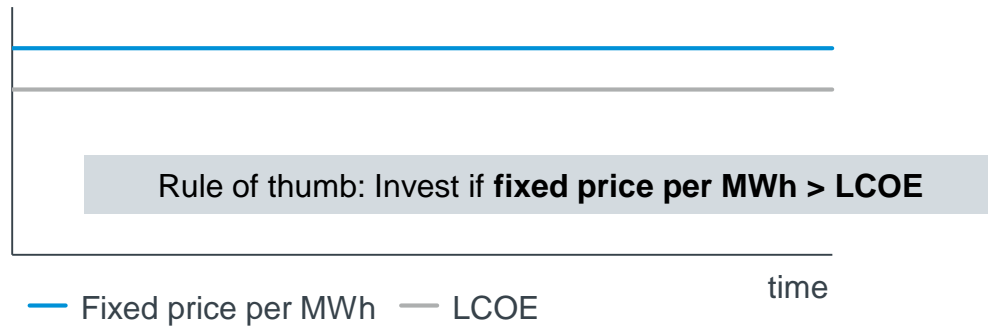 Rule of thumb: Invest if fixed price per MWh > LCOE
time
Fixed price per MWh LCOE